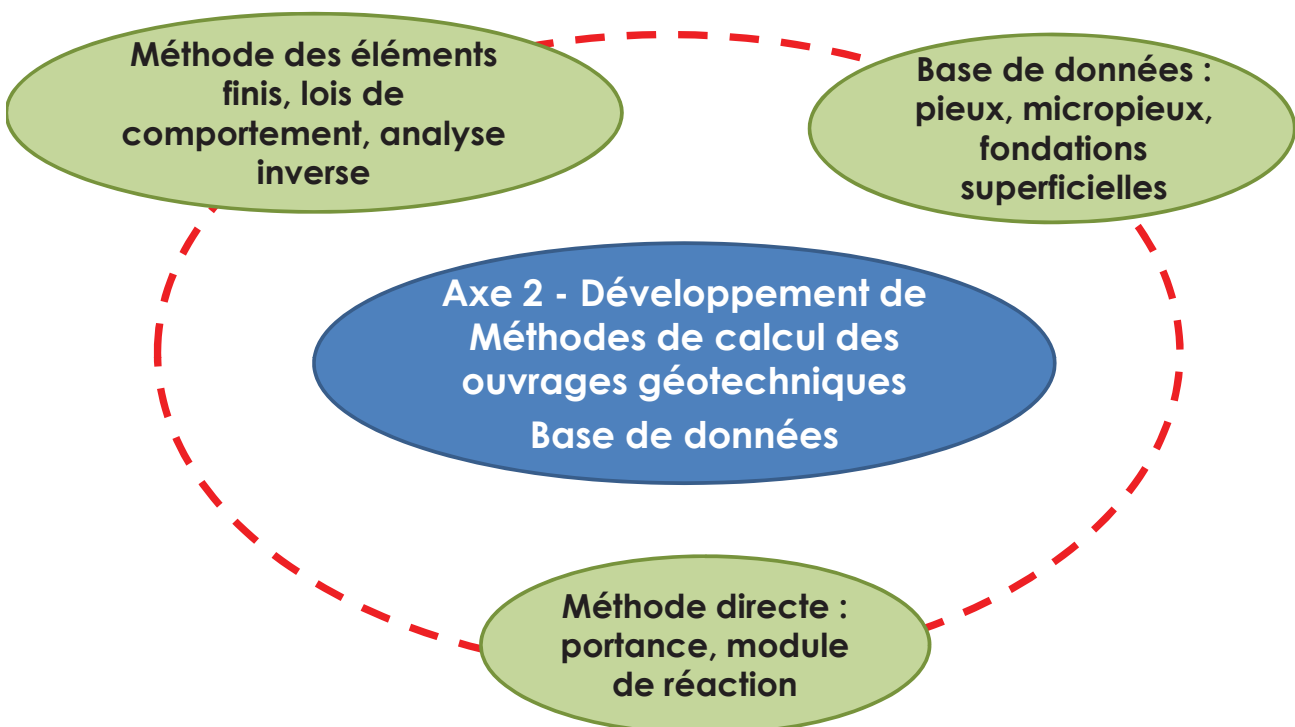 Méthode des éléments
finis, lois de
comportement, analyse
inverse
Base de données :
pieux, micropieux,
fondations
superficielles
Axe 2 - Développement de
Méthodes de calcul des
ouvrages géotechniques
Base de données
Méthode directe :
portance, module
de réaction